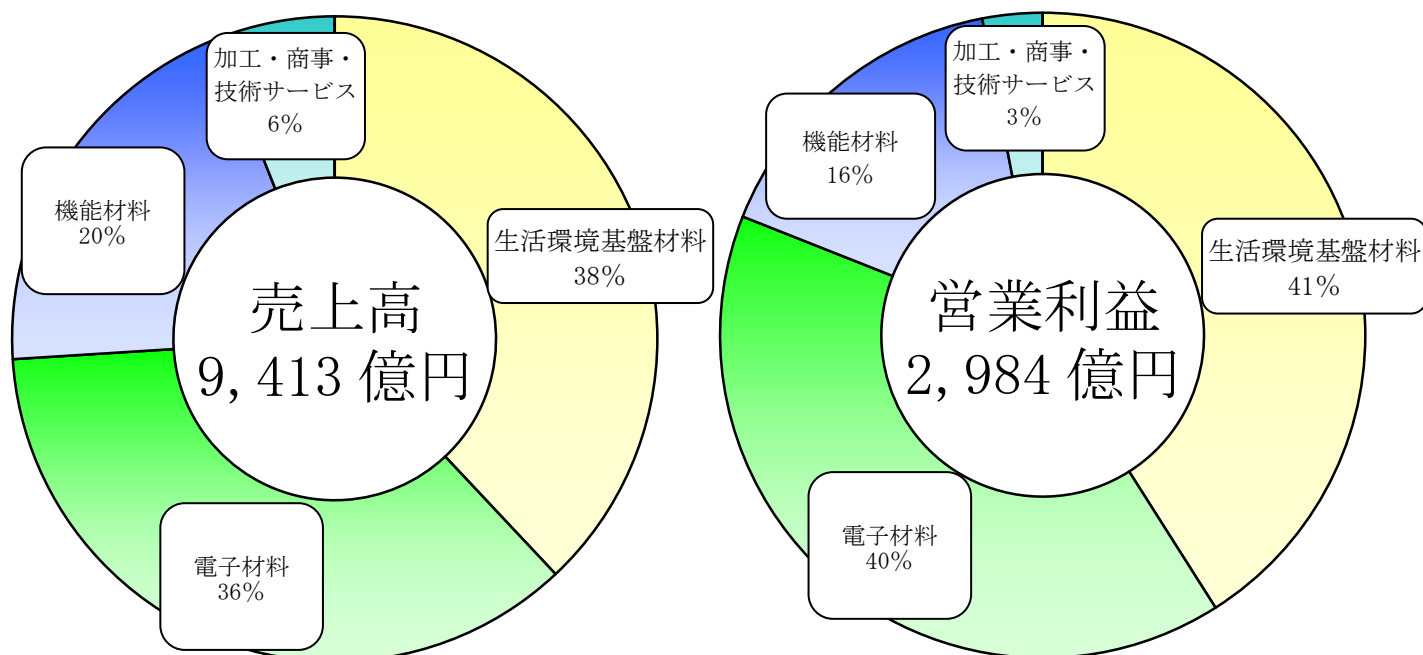 加工・商事・
技術サービス
6%
機能材料
20%
生活環境基盤材料
38%
売上高
9,413 億円
電子材料
36%
加工・商事・
技術サービス
3%
機能材料
16%
生活環境基盤材料
41%
営業利益
2,984 億円
電子材料
40%